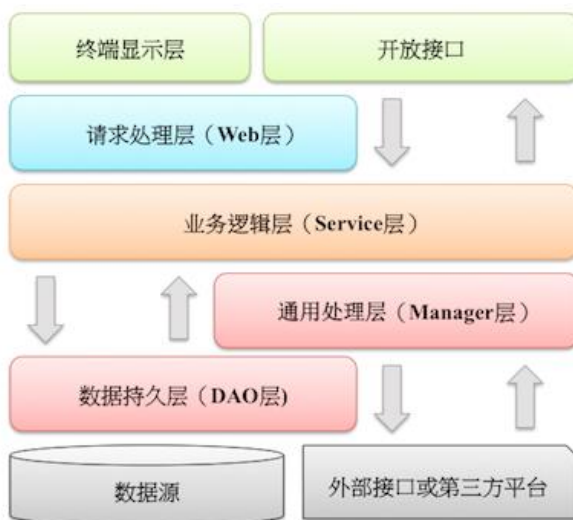 终端显示层
开放接口
请求处理层（Web层）
业务逻辑层（Service层）
通用处理层（Manager层）
数据持久层（DAO层)
数据源
外部接口或第三方平台